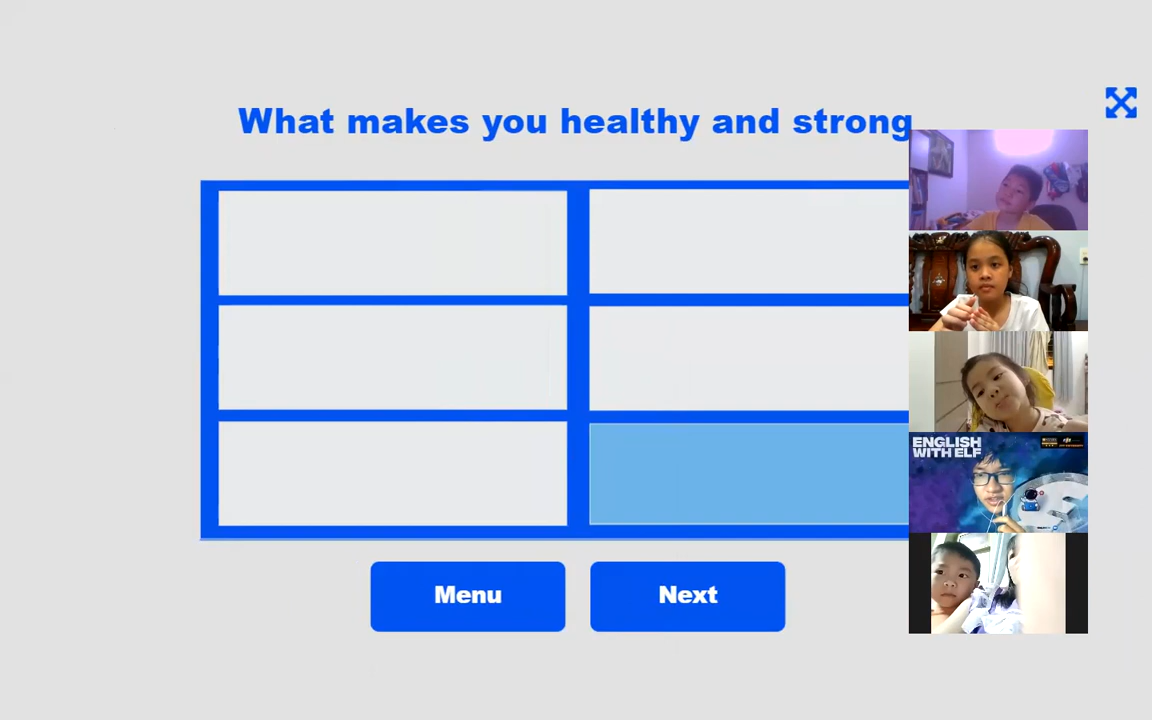 What makes you healthy and strong
ENGLISH
WITH ELF
Menu
Next